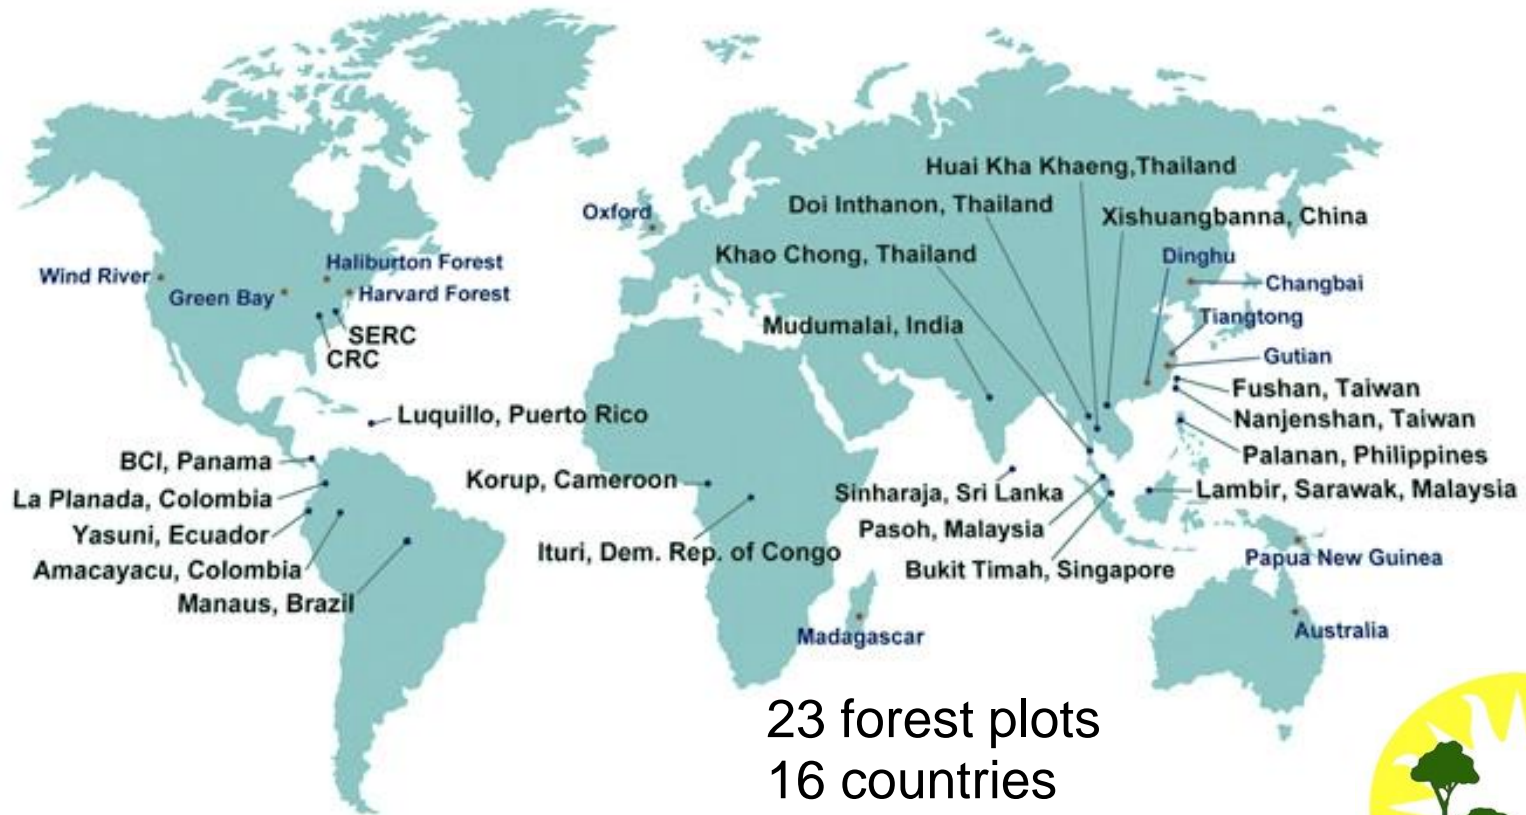 Huai Kha Khaeng,Thailand
Doi Inthanon, Thailand
Oxford
Xishuangbanna, China
Khao Chong, Thailand
Dinghu
Haliburton Forest
Wind River
Changbai
Green Bay
Harvard Forest
Tiangtong
Mudumalai, India
SERC
CRC
Gutian
Fushan, Taiwan
Luquillo, Puerto Rico
Nanjenshan, Taiwan
BCI, Panama
Palanan, Philippines
Korup, Cameroon
La Planada, Colombia
Sinharaja, Sri Lanka
Lambir, Sarawak, Malaysia
Yasuni, Ecuador
Pasoh, Malaysia
Ituri, Dem. Rep. of Congo
Papua New Guinea
Amacayacu, Colombia
Bukit Timah, Singapore
Manaus, Brazil
Madagascar
Australia
23 forest plots
16 countries